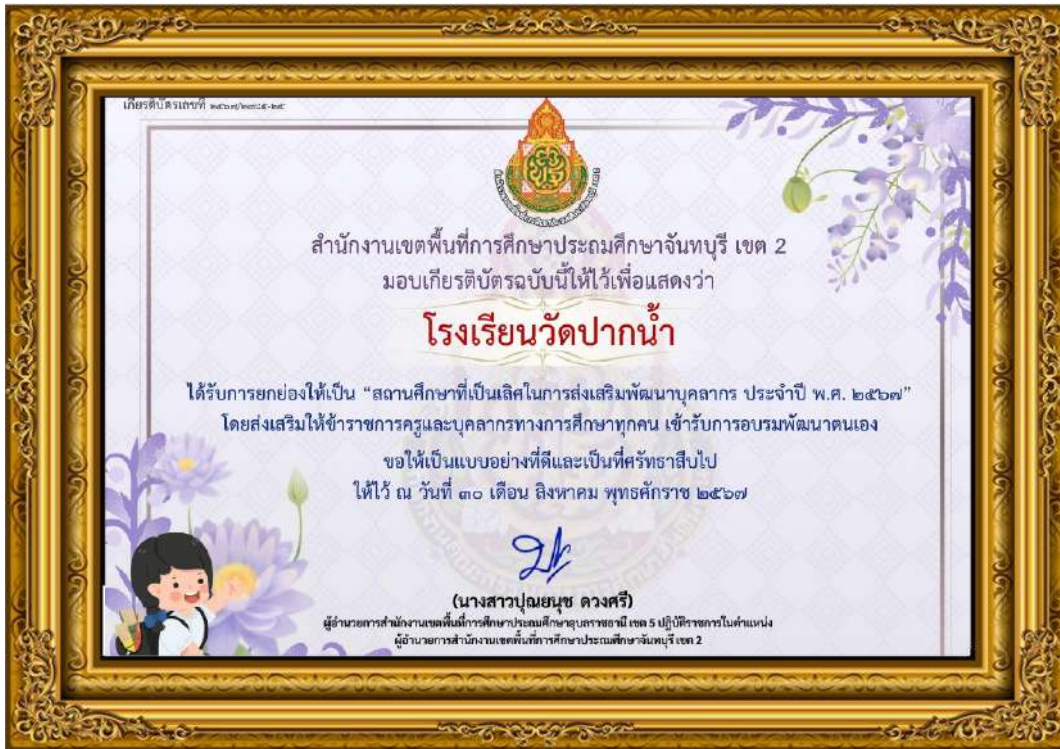 เกียรติบัตรเลขที่
สำนักงานเขตพื้นที่การศึกษาประถมศึกษาจันทบุรี เขต 2
มอบเกียรติบัตรฉบับนี้ให้ไว้เพื่อแสดงว่า
โรงเรียนวัดปากน้ำ
ได้รับการยกย่องให้เป็น “สถานศึกษาที่เป็นเลิศในการส่งเสริมพัฒนาบุคลากร ประจำปี พ.ศ. ๒๕๖๗”
โดยส่งเสริมให้ข้าราชการครูและบุคลากรทางการศึกษาทุกคน เข้ารับการอบรมพัฒนาตนเอง
ขอให้เป็นแบบอย่างที่ดีและเป็นที่ศรัทธาสืบไป
ให้ไว้ ณ วันที่ ๓๐ เดือน สิงหาคม พุทธศักราช ๒๕๖๗
(นางสาวปุณยนุช ดวงศรี)
ผู้อำนวยการสำนักงานเขตพื้นที่การศึกษาประถมศึกษาอุบลราชธานี เขต 5 ปฏิบัติราชการในตำแหน่ง
ผู้อำนวยการสำนักงานเขตพื้นที่การศึกษาประถมศึกษาจันทบุรี เขต 2